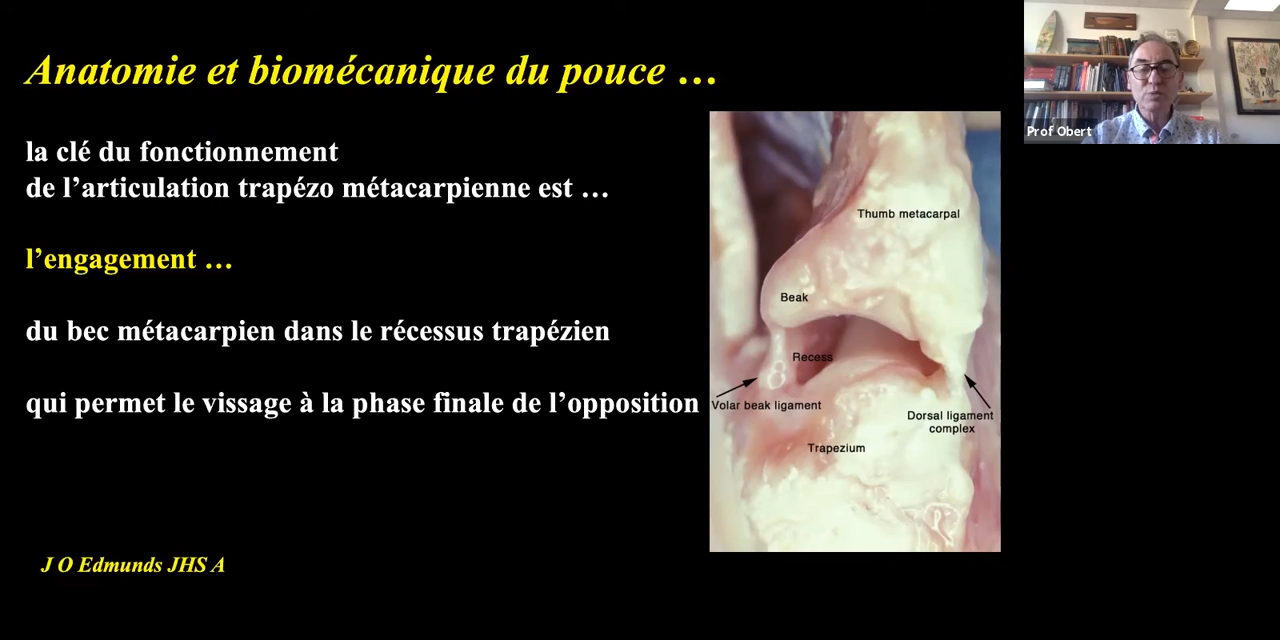 Anatomie et biomécanique du pouce …
la clé du fonctionnement
de l’articulation trapézo métacarpienne est …
l’engagement …
du bec métacarpien dans le récessus trapézien
qui permet le vissage à la phase finale de l’opposition
J O Edmunds JHS A
Thumb metacarpal
Beak
Recess
Volar beak ligament
Dorsal ligament
complex
Trapezium
Prof Obert